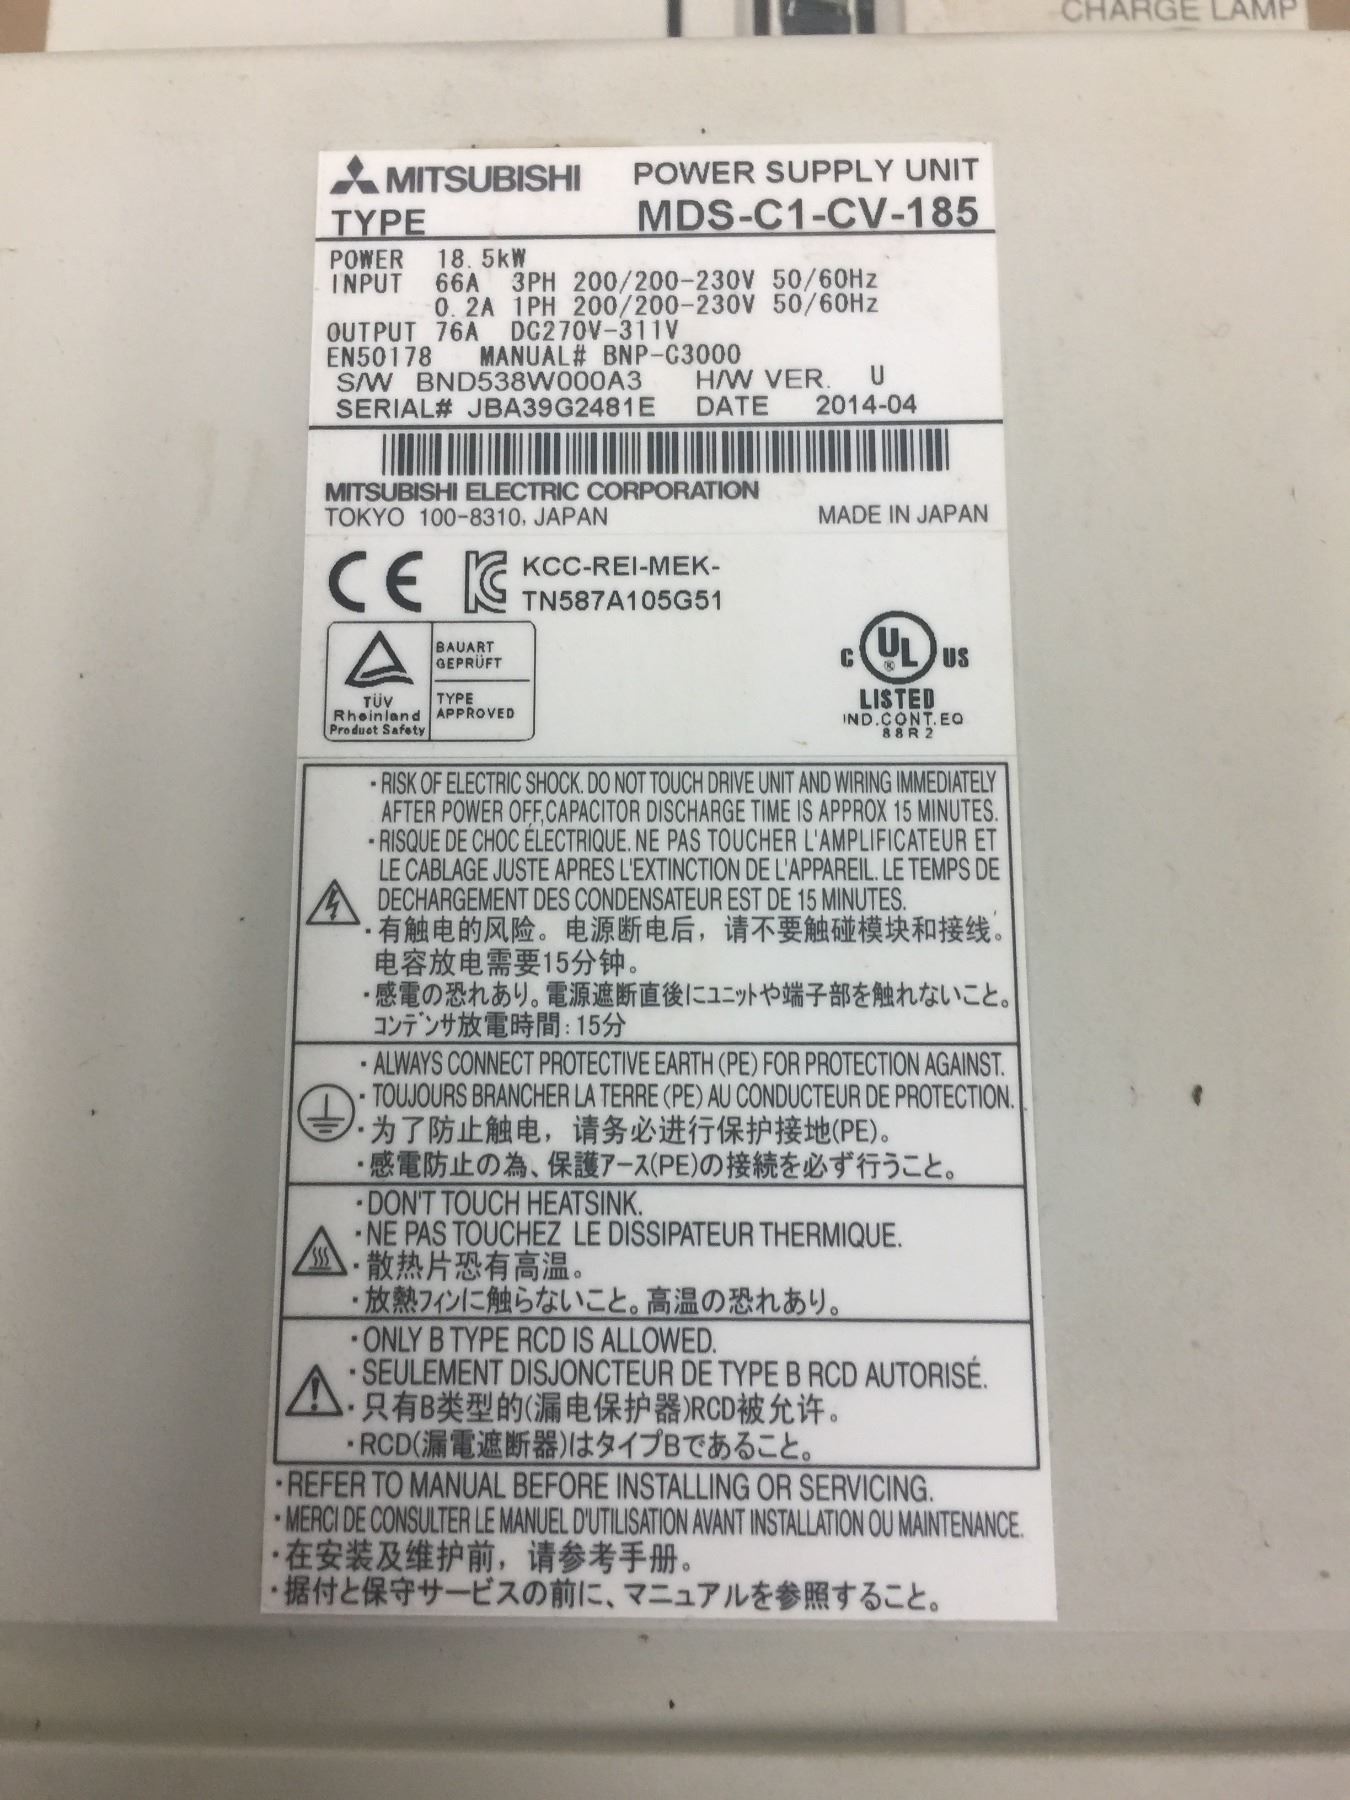 CHARGE LAMP
MITSUBISHI POWER SUPPLY UNIT
TYPE MDS-C1-CV-185
POWER 18.5kW
INPUT 66A 3PH 200/200-230V 50/60Hz
0.2A 1PH 200/200-230V 50/60Hz
OUTPUT 76A DC270V-311V
EN50178 MANUAL# BNP-C3000
S/W BND538W000A3 H/W VER. U
SERIAL# JBA39G2481E DATE 2014-04
MITSUBISHI ELECTRIC CORPORATION
TOKYO 100-8310, JAPAN MADE IN JAPAN
CE KC KCC-REI-MEK-
TN587A105G51
BAUART
GEPRÜFT
TÜV
Rheinland
Product Safety
TYPE
APPROVED
C UL® US
LISTED
IND.CONT.EQ
88R2
・RISK OF ELECTRIC SHOCK. DO NOT TOUCH DRIVE UNIT AND WIRING IMMEDIATELY
AFTER POWER OFF,CAPACITOR DISCHARGE TIME IS APPROX 15 MINUTES.
・RISQUE DE CHOC ÉLECTRIQUE. NE PAS TOUCHER L'AMPLIFICATEUR ET
LE CABLAGE JUSTE APRES L'EXTINCTION DE L'APPAREIL. LE TEMPS DE
DECHARGEMENT DES CONDENSATEUR EST DE 15 MINUTES.
・有触电的风险。电源断电后，请不要触碰模块和接线。
电容放电需要15分钟。
・感電の恐れあり。電源遮断直後にユニットや端子部を触れないこと。
コンデンサ放電時間：15分
・ALWAYS CONNECT PROTECTIVE EARTH (PE) FOR PROTECTION AGAINST.
・TOUJOURS BRANCHER LA TERRE (PE) AU CONDUCTEUR DE PROTECTION.
・为了防止触电，请务必进行保护接地(PE)。
・感電防止の為、保護アース(PE)の接続を必ず行うこと。
・DON'T TOUCH HEATSINK.
・NE PAS TOUCHEZ LE DISSIPATEUR THERMIQUE.
・散热片恐有高温。
・放熱フィンに触らないこと。高温の恐れあり。
・ONLY B TYPE RCD IS ALLOWED.
・SEULEMENT DISJONCTEUR DE TYPE B RCD AUTORISÉ.
・只有B类型的(漏电保护器)RCD被允许。
・RCD(漏電遮断器)はタイプBであること。
・REFER TO MANUAL BEFORE INSTALLING OR SERVICING.
・MERCI DE CONSULTER LE MANUEL D'UTILISATION AVANT INSTALLATION OU MAINTENANCE.
・在安装及维护前，请参考手册。
・据付と保守サービスの前に、マニュアルを参照すること。